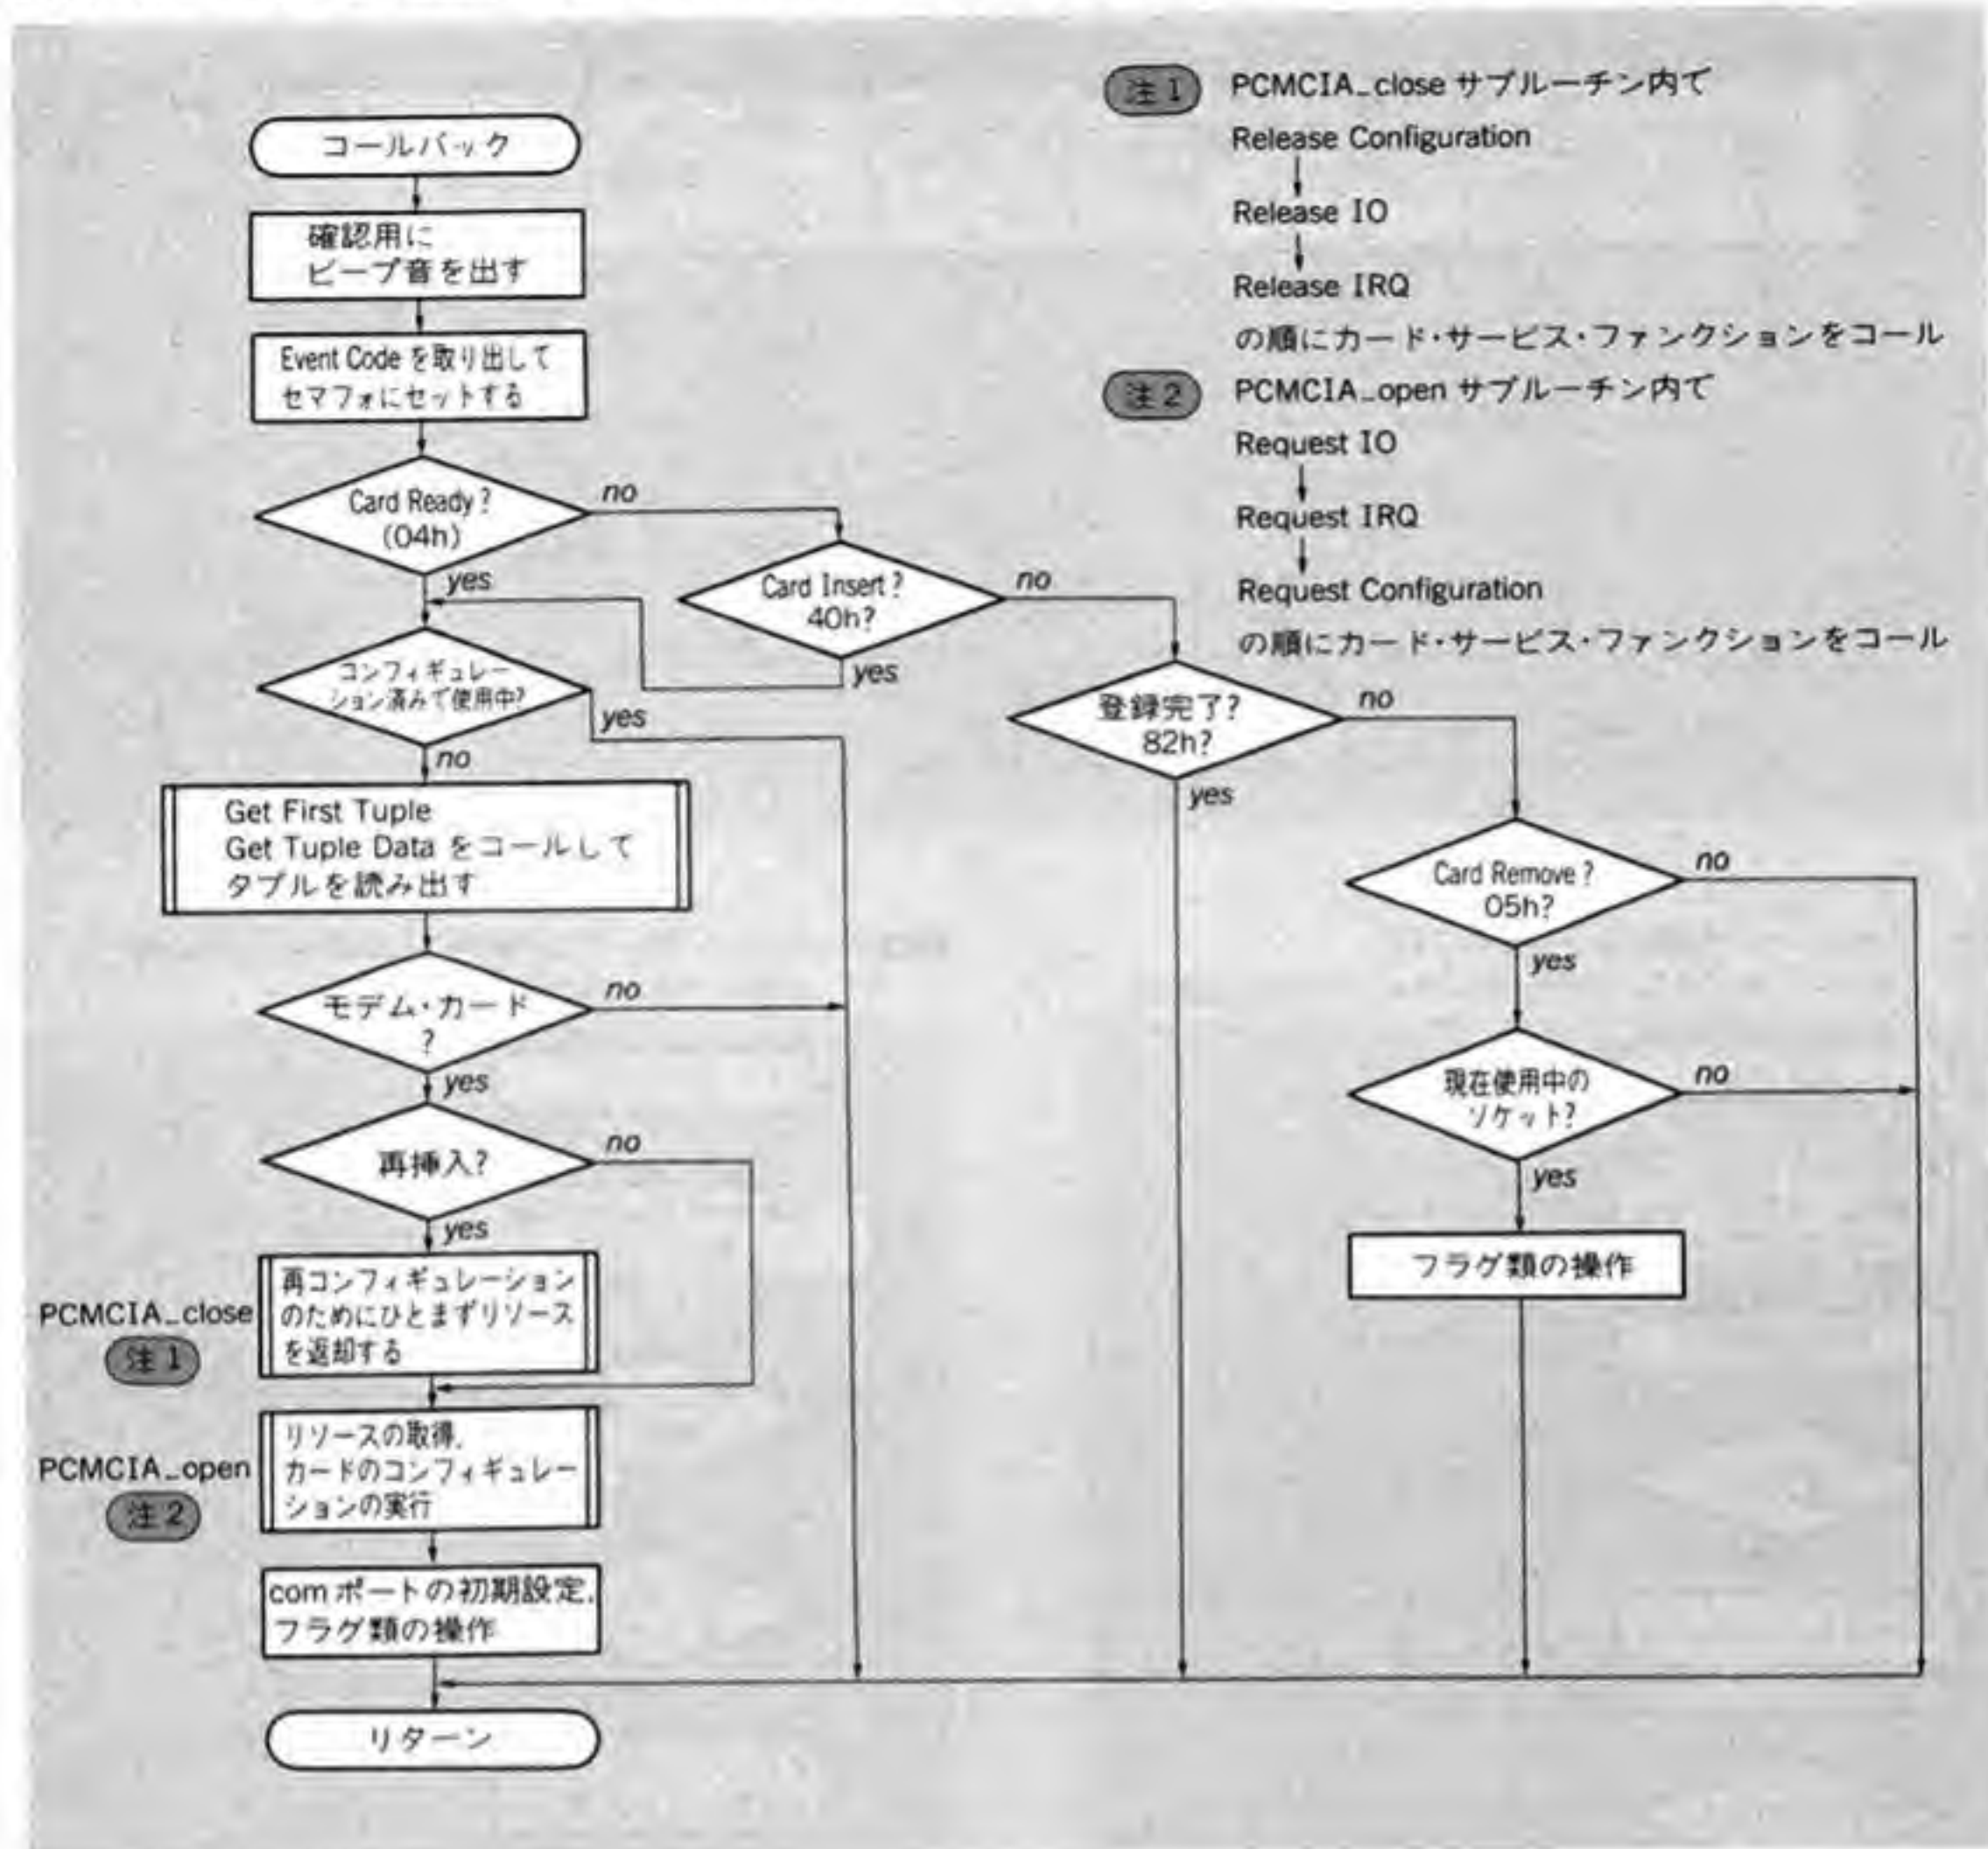 コールバック
確認用に
ビープ音を出す
Event Code を取り出して
セマフォにセットする
Card Ready?
(04h)
no
yes
Card Insert?
40h?
no
yes
コンフィギュレー
ション済みで使用中?
yes
no
登録完了?
82h?
no
yes
Get First Tuple
Get Tuple Data をコールして
タプルを読み出す
Card Remove?
05h?
no
yes
モデム・カード
?
no
yes
現在使用中の
ソケット?
no
yes
再挿入?
no
yes
フラグ類の操作
PCMCIA_close
注1
再コンフィギュレーション
のためにひとまずリソース
を返却する
PCMCIA_open
注2
リソースの取得,
カードのコンフィギュレー
ションの実行
comポートの初期設定,
フラグ類の操作
リターン
注1 PCMCIA_close サブルーチン内で
Release Configuration
Release IO
Release IRQ
の順にカード・サービス・ファンクションをコール
注2 PCMCIA_open サブルーチン内で
Request IO
Request IRQ
Request Configuration
の順にカード・サービス・ファンクションをコール